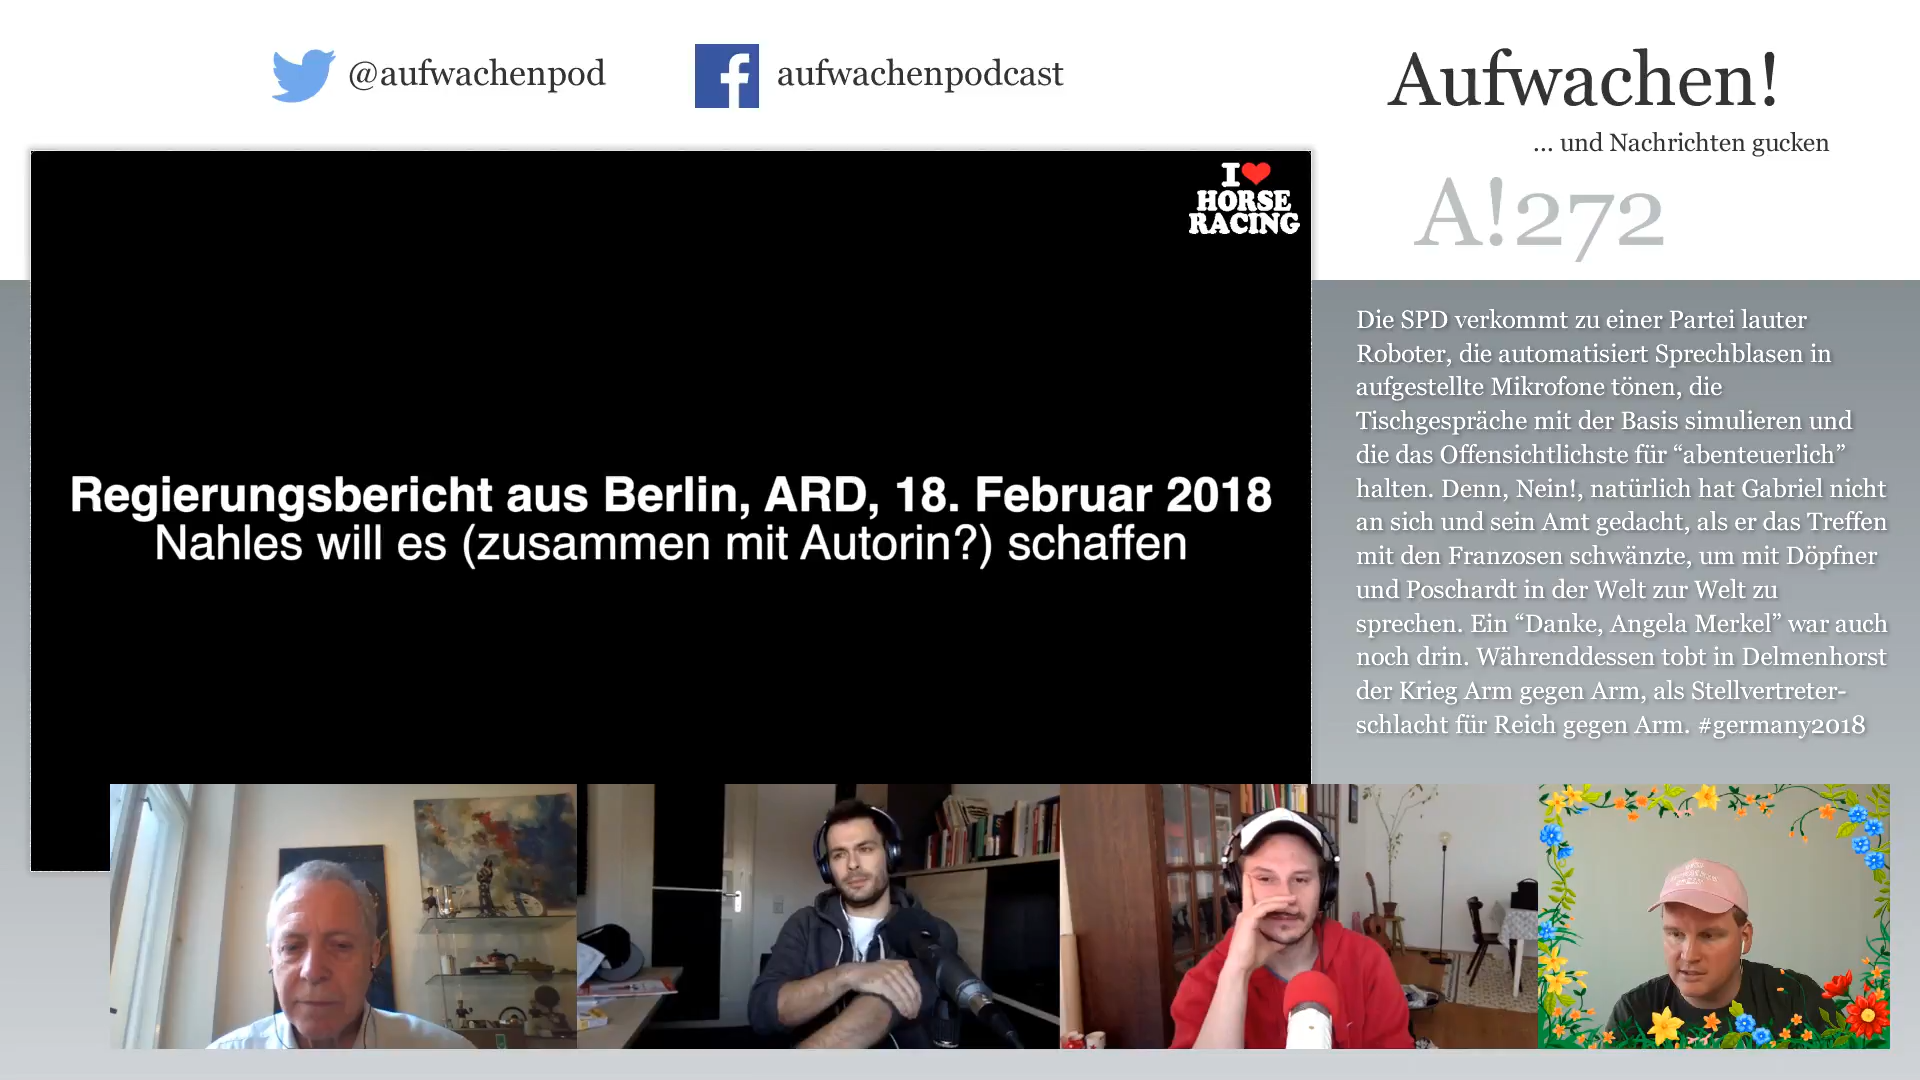 @aufwachenpod
aufwachenpodcast
Aufwachen!
... und Nachrichten gucken
A!272
I
HORSE
RACING
Regierungsbericht aus Berlin, ARD, 18. Februar 2018
Nahles will es (zusammen mit Autorin?) schaffen
Die SPD verkommt zu einer Partei lauter
Roboter, die automatisiert Sprechblasen in
aufgestellte Mikrofone tönen, die
Tischgespräche mit der Basis simulieren und
die das Offensichtlichste für “abenteuerlich”
halten. Denn, Nein!, natürlich hat Gabriel nicht
an sich und sein Amt gedacht, als er das Treffen
mit den Franzosen schwänzte, um mit Döpfner
und Poschardt in der Welt zur Welt zu
sprechen. Ein “Danke, Angela Merkel” war auch
noch drin. Währenddessen tobt in Delmenhorst
der Krieg Arm gegen Arm, als Stellvertreter-
schlacht für Reich gegen Arm. #germany2018